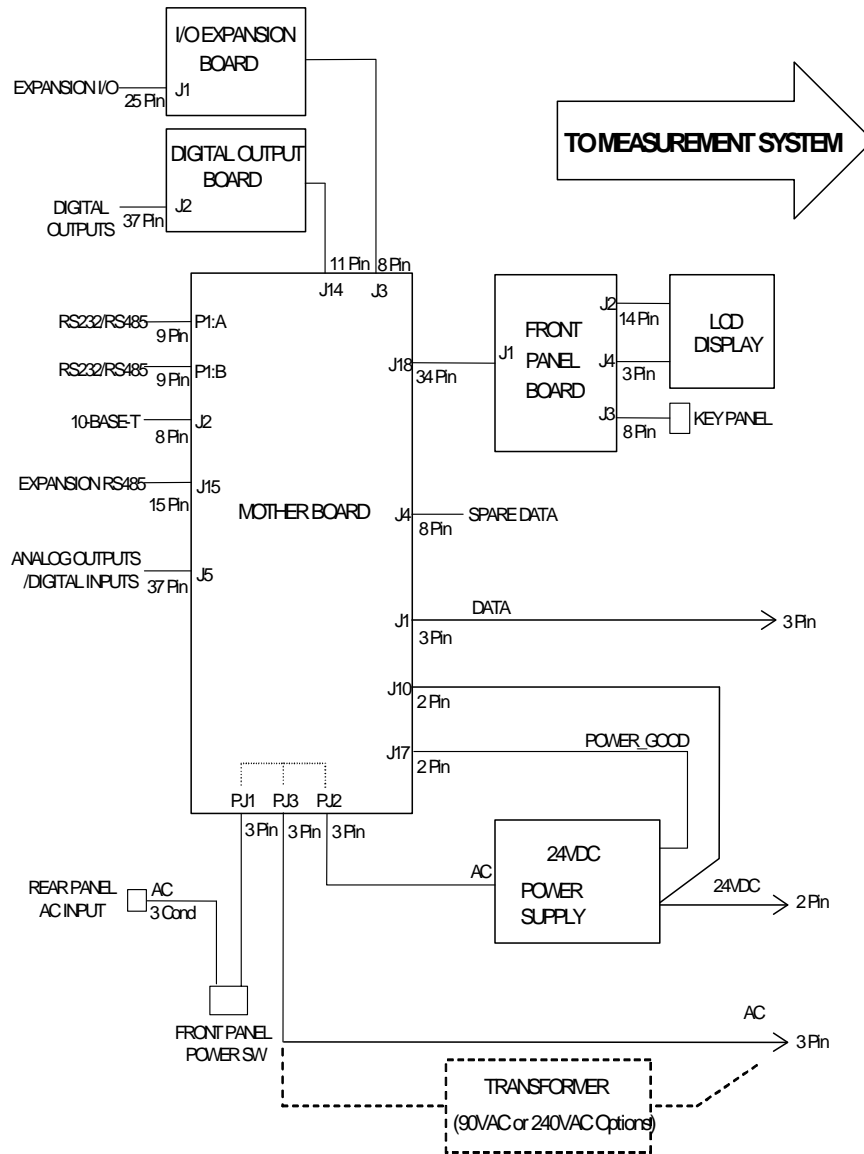 I/O EXPANSION
BOARD
EXPANSION I/O
J1
25 Pin
TO MEASUREMENT SYSTEM
DIGITAL OUTPUT
BOARD
DIGITAL
OUTPUTS
J2
37 Pin
11 Pin
8 Pin
J14
J3
RS232/RS485
P1:A
9 Pin
RS232/RS485
P1:B
9 Pin
10-BASE-T
J2
8 Pin
EXPANSION RS485
J15
15 Pin
ANALOG OUTPUTS
/DIGITAL INPUTS
J5
37 Pin
MOTHER BOARD
J18
34 Pin
J1
FRONT
PANEL
BOARD
J2
14 Pin
J4
3 Pin
J3
8 Pin
LCD
DISPLAY
KEY PANEL
J4
8 Pin
SPARE DATA
J1
3 Pin
DATA
3 Pin
J10
2 Pin
J17
2 Pin
POWER_GOOD
PJ1
PJ3
PJ2
3 Pin
3 Pin
3 Pin
AC
24VDC
POWER
SUPPLY
24VDC
2 Pin
REAR PANEL
AC INPUT
AC
3 Cond
FRONT PANEL
POWER SW
AC
3 Pin
TRANSFORMER
(90VAC or 240VAC Options)